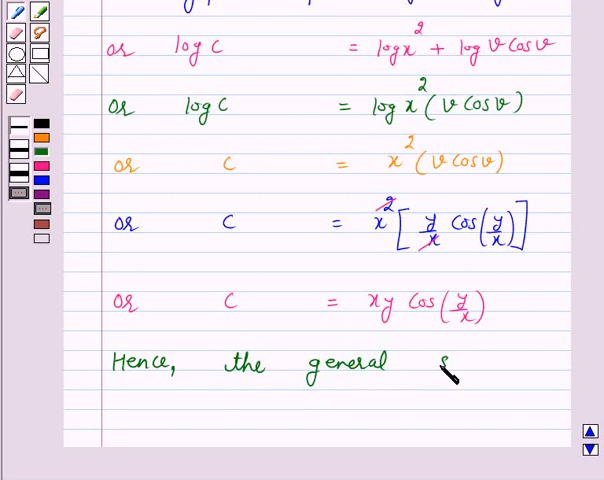 or log C = log x² + log v cos v
or log C = log x² ( v cos v )
or C = x² ( v cos v )
or C = x² [ y/x cos ( y/x ) ]
or C = xy cos ( y/x )
Hence, the general s